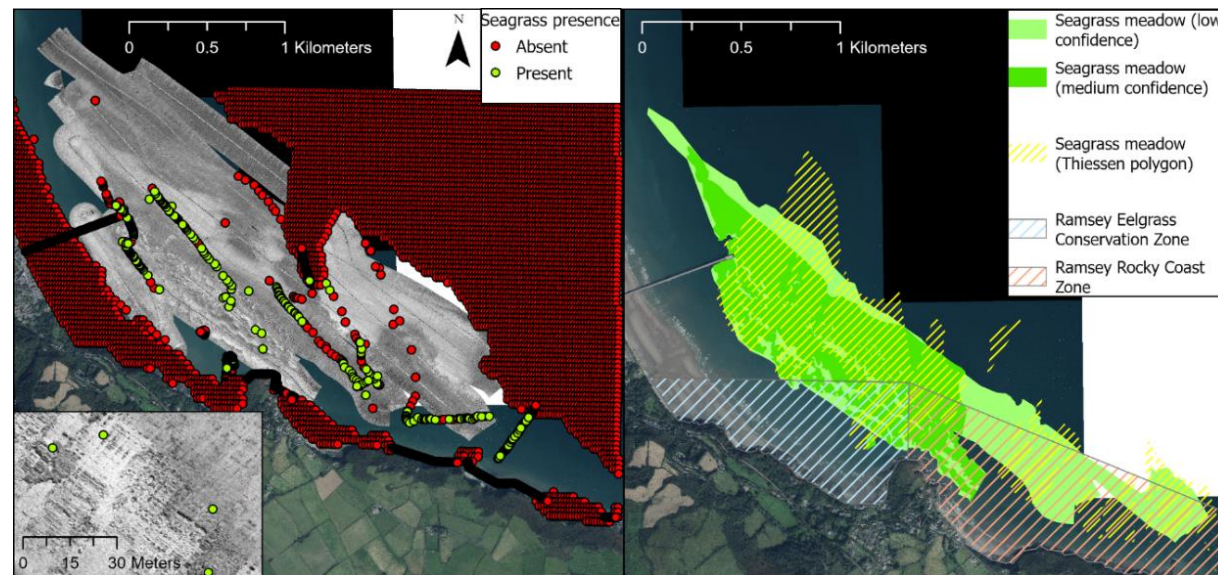 Seagrass presence
Absent
Present
N
0 0.5 1 Kilometers
0 15 30 Meters
0 0.5 1 Kilometers
Seagrass meadow (low
confidence)
Seagrass meadow
(medium confidence)
Seagrass meadow
(Thiessen polygon)
Ramsey Eelgrass
Conservation Zone
Ramsey Rocky Coast
Zone